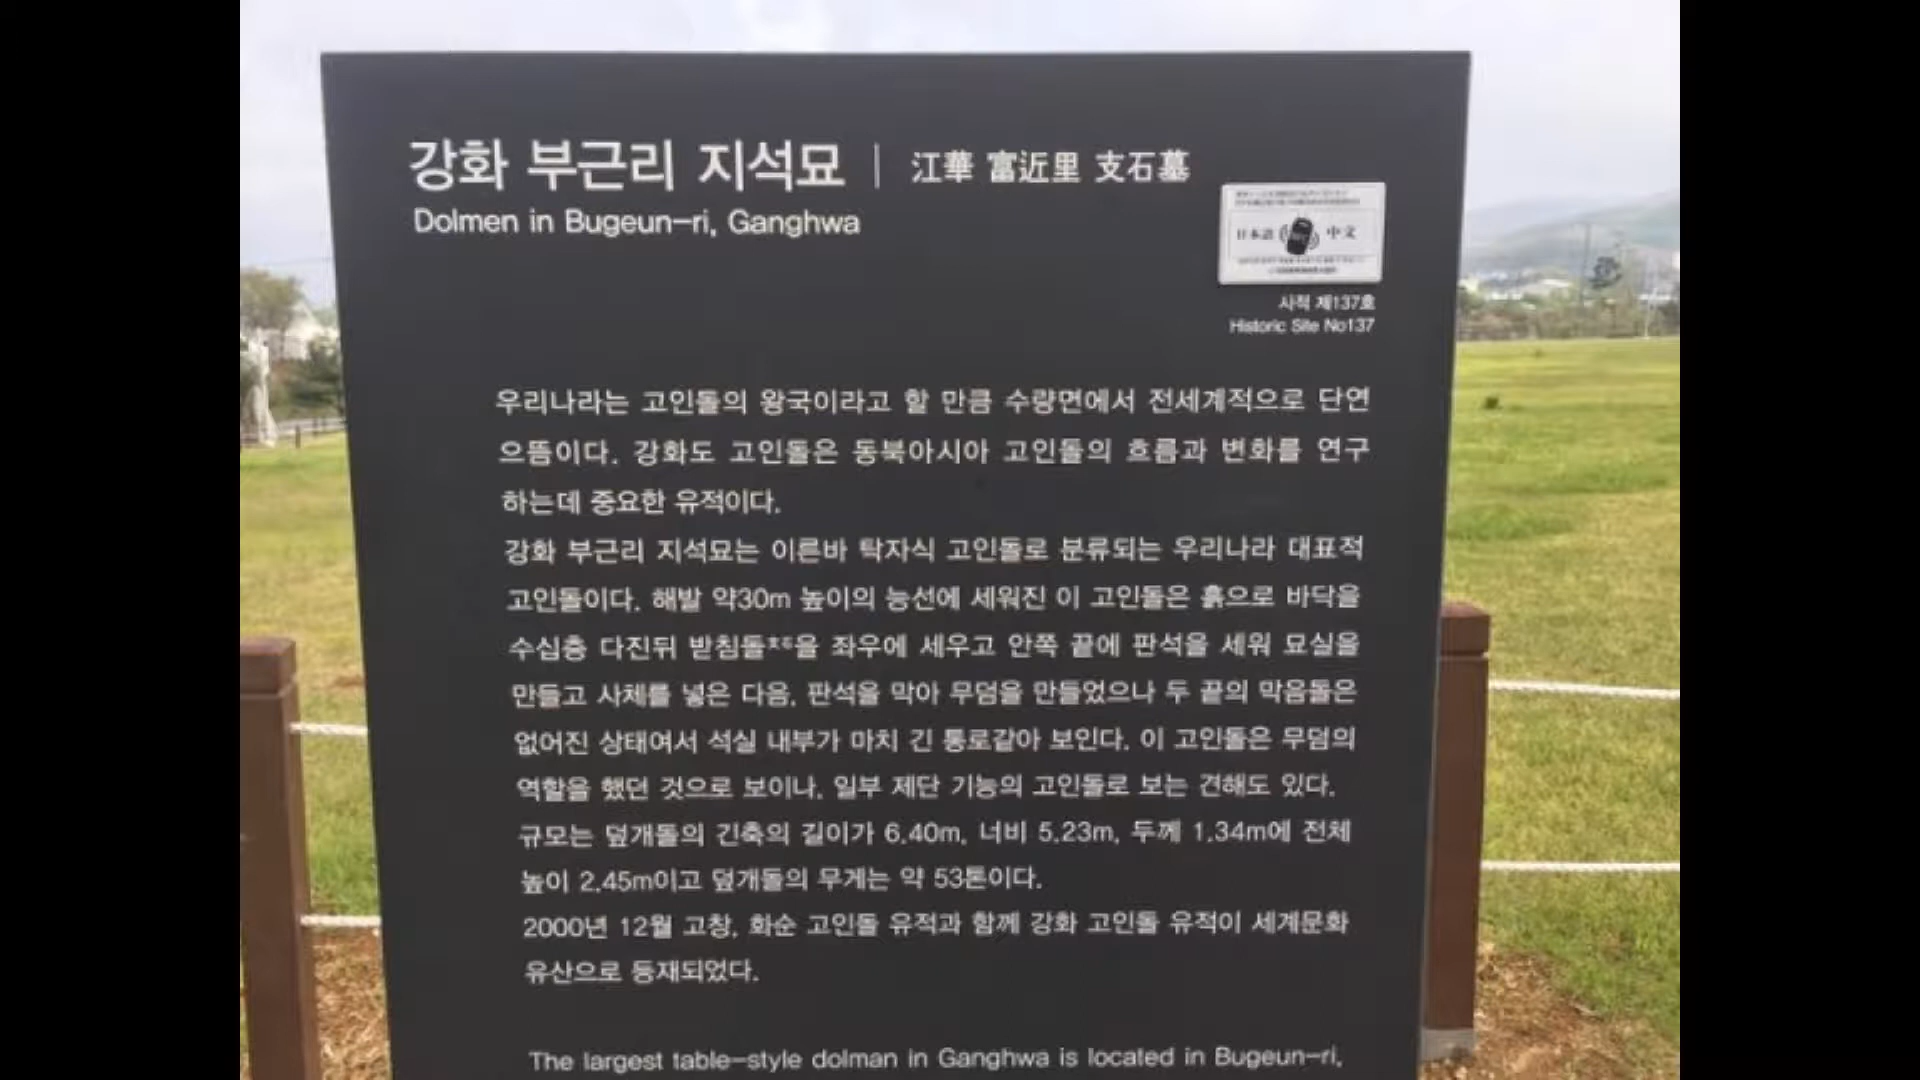 강화 부근리 지석묘 | 江華 富近里 支石墓
Dolmen in Bugeun-ri, Ganghwa
日本語 中文
사적 제137호
Historic Site No137
우리나라는 고인돌의 왕국이라고 할 만큼 수량면에서 전세계적으로 단연
으뜸이다. 강화도 고인돌은 동북아시아 고인돌의 흐름과 변화를 연구
하는데 중요한 유적이다.
강화 부근리 지석묘는 이른바 탁자식 고인돌로 분류되는 우리나라 대표적
고인돌이다. 해발 약30m 높이의 능선에 세워진 이 고인돌은 흙으로 바닥을
수십층 다진뒤 받침돌을 좌우에 세우고 안쪽 끝에 판석을 세워 묘실을
만들고 사체를 넣은 다음, 판석을 막아 무덤을 만들었으나 두 끝의 막음돌은
없어진 상태여서 석실 내부가 마치 긴 통로같아 보인다. 이 고인돌은 무덤의
역할을 했던 것으로 보이나, 일부 제단 기능의 고인돌로 보는 견해도 있다.
규모는 덮개돌의 긴축의 길이가 6.40m, 너비 5.23m, 두께 1.34m에 전체
높이 2.45m이고 덮개돌의 무게는 약 53톤이다.
2000년 12월 고창, 화순 고인돌 유적과 함께 강화 고인돌 유적이 세계문화
유산으로 등재되었다.
The largest table-style dolman in Ganghwa is located in Bugeun-ri,